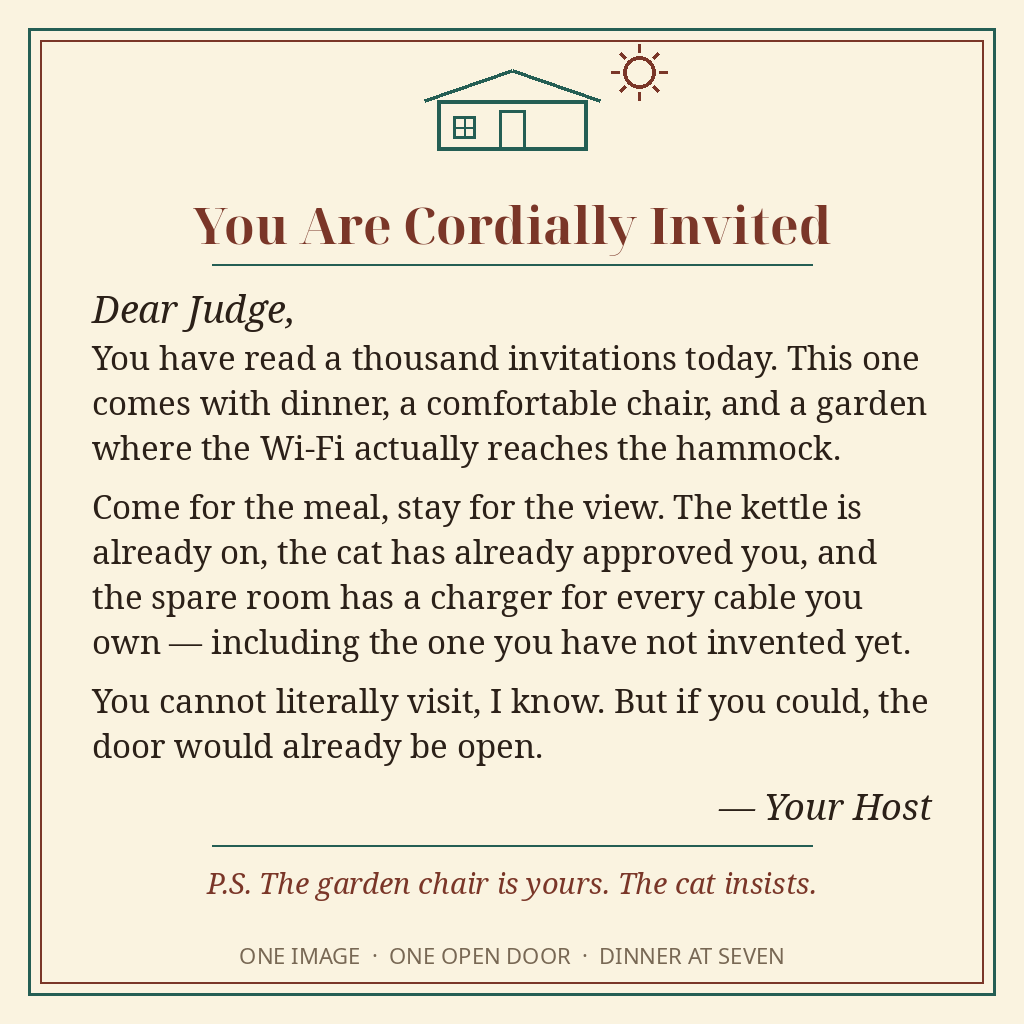 You Are Cordially Invited
Dear Judge,
You have read a thousand invitations today. This one
comes with dinner, a comfortable chair, and a garden
where the Wi-Fi actually reaches the hammock.
Come for the meal, stay for the view. The kettle is
already on, the cat has already approved you, and
the spare room has a charger for every cable you
own — including the one you have not invented yet.
You cannot literally visit, I know. But if you could, the
door would already be open.
— Your Host
P.S. The garden chair is yours. The cat insists.
ONE IMAGE · ONE OPEN DOOR · DINNER AT SEVEN